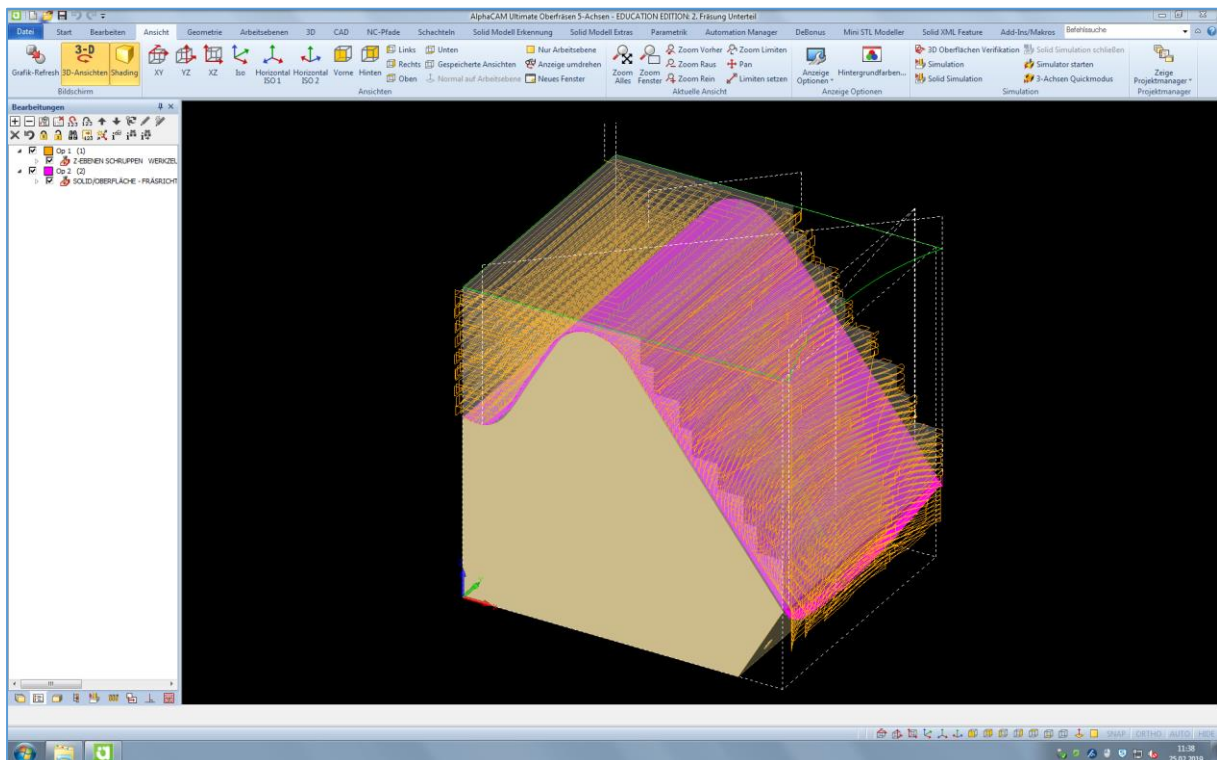 AlphaCAM Ultimate Oberfräsen 5-Achsen - EDUCATION EDITION: 2. Fräsung Unterteil
Datei Start Bearbeiten Ansicht Geometrie Arbeitsebenen 3D CAD NC-Pfade Schachteln Solid Modell Erkennung Solid Modell Extras Parametrik Automation Manager DeBonus Mini STL Modeller Solid XML Feature Add-Ins/Makros Befehlssuche
Grafik-Refresh 3D-Ansichten Shading
Bildschirm
XY YZ XZ Iso Horizontal ISO 1 Horizontal ISO 2 Vorne Hinten
Links Unten Nur Arbeitsebene
Rechts Gespeicherte Ansichten Anzeige umdrehen
Oben Normal auf Arbeitsebene Neues Fenster
Ansichten
Zoom Alles Zoom Fenster
Zoom Vorher Zoom Limiten
Zoom Raus Pan
Zoom Rein Limiten setzen
Aktuelle Ansicht
Anzeige Optionen Hintergrundfarben...
Anzeige Optionen
3D Oberflächen Verifikation Solid Simulation schließen
Simulation Simulator starten
Solid Simulation 3-Achsen Quickmodus
Simulation
Zeige Projektmanager
Projektmanager
Bearbeitungen
Op 1 (1)
Z-EBENEN SCHRUPPEN WERKZEU
Op 2 (2)
SOLID/OBERFLÄCHE - FRÄSRICHT
SNAP ORTHO AUTO HIDE
11:38
25.02.2019